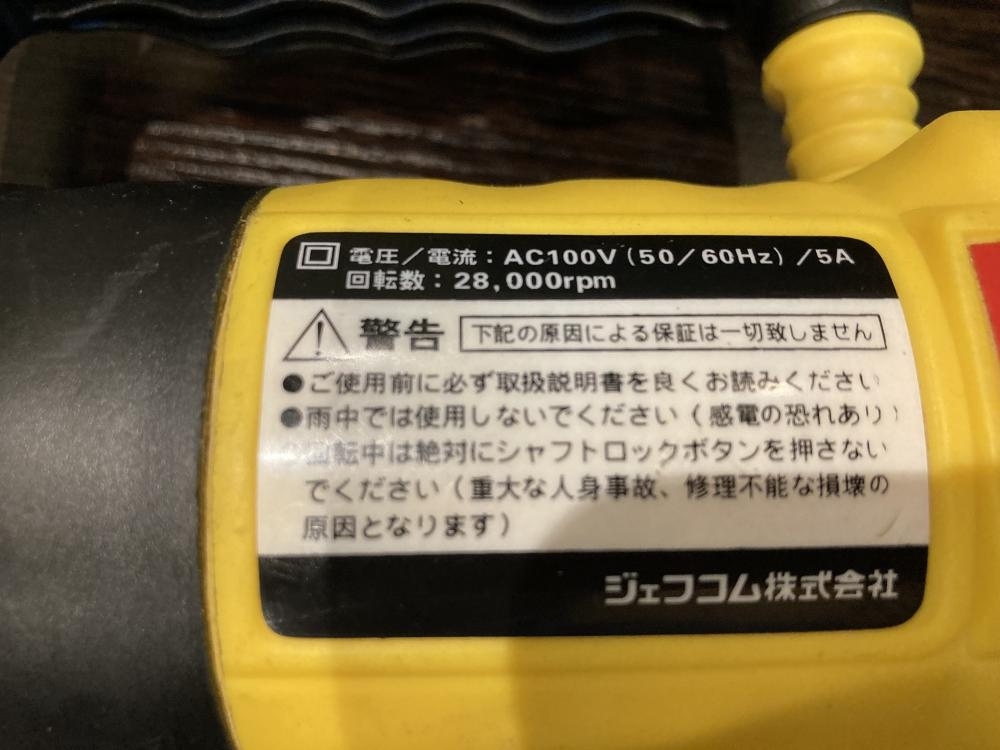 電圧／電流：AC100V（50／60Hz）/5A
回転数：28,000rpm
警告 下記の原因による保証は一切致しません
●ご使用前に必ず取扱説明書を良くお読みください
●雨中では使用しないでください（感電の恐れあり）
回転中は絶対にシャフトロックボタンを押さない
でください（重大な人身事故、修理不能な損壊の
原因となります）
ジェフコム株式会社